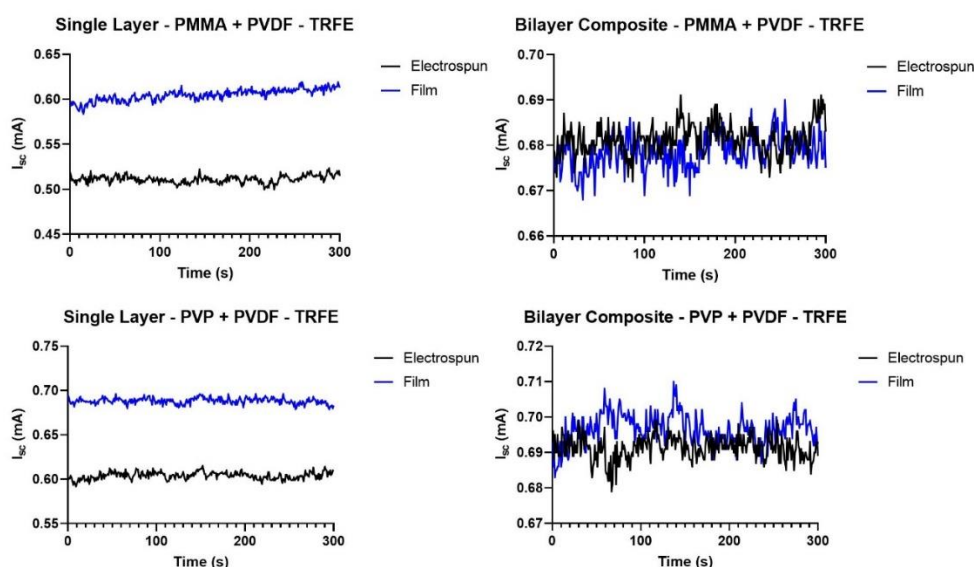 Single Layer - PMMA + PVDF - TRFE
0.65
0.60
0.55
0.50
0.45
I_SC (mA)
0
100
200
300
Time (s)
Electrospun
Film
Bilayer Composite - PMMA + PVDF - TRFE
0.70
0.69
0.68
0.67
0.66
I_SC (mA)
0
100
200
300
Time (s)
Electrospun
Film
Single Layer - PVP + PVDF - TRFE
0.75
0.70
0.65
0.60
0.55
I_SC (mA)
0
100
200
300
Time (s)
Electrospun
Film
Bilayer Composite - PVP + PVDF - TRFE
0.72
0.71
0.70
0.69
0.68
0.67
I_SC (mA)
0
100
200
300
Time (s)
Electrospun
Film